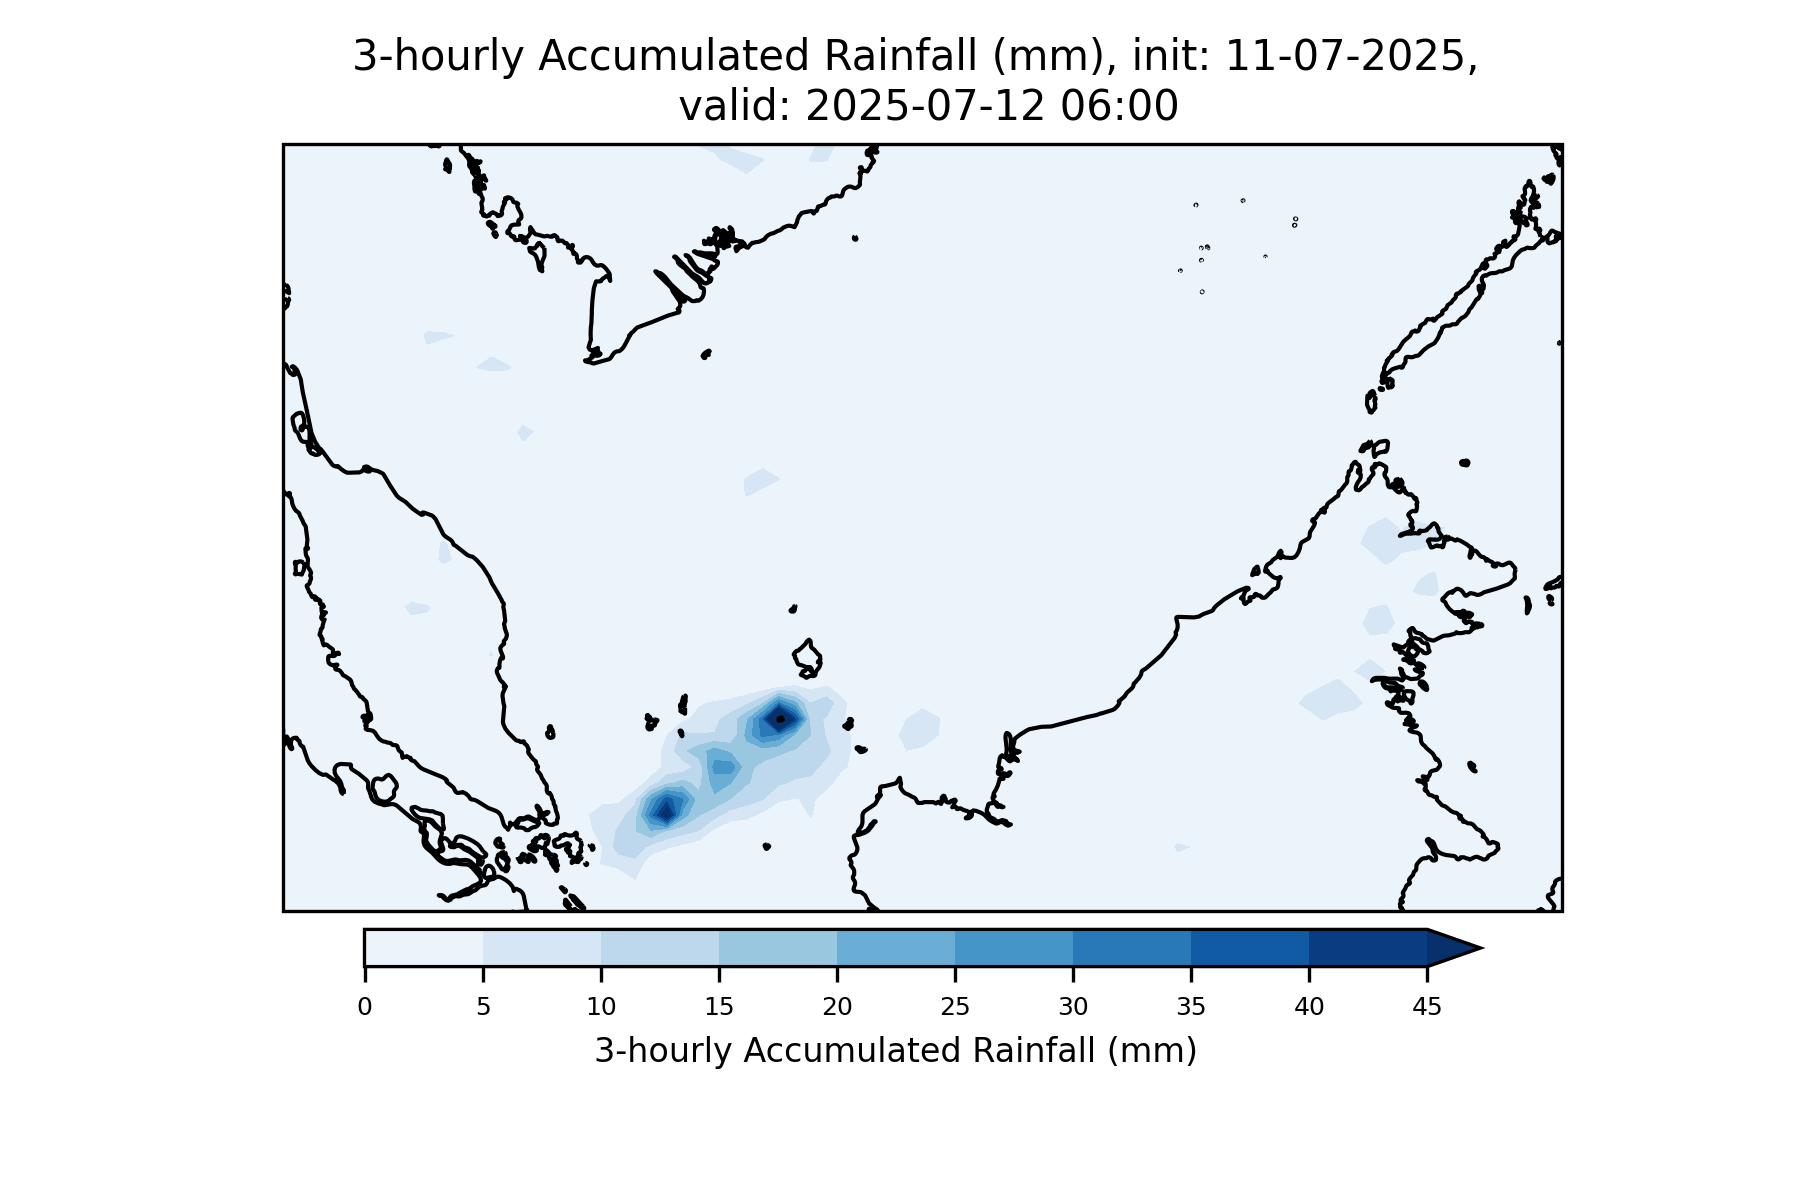 3-hourly Accumulated Rainfall (mm), init: 11-07-2025,
valid: 2025-07-12 06:00
0 5 10 15 20 25 30 35 40 45
3-hourly Accumulated Rainfall (mm)